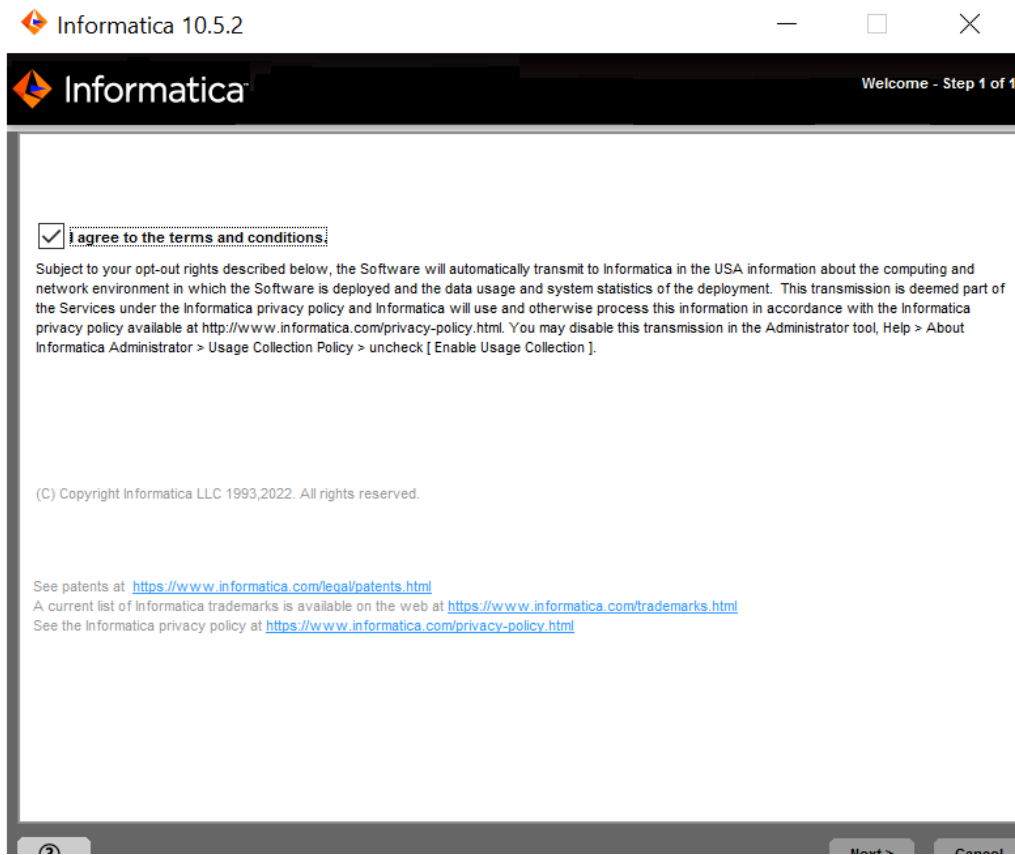 Informatica 10.5.2
Informatica
Welcome - Step 1 of 1
I agree to the terms and conditions.
Subject to your opt-out rights described below, the Software will automatically transmit to Informatica in the USA information about the computing and
network environment in which the Software is deployed and the data usage and system statistics of the deployment. This transmission is deemed part of
the Services under the Informatica privacy policy and Informatica will use and otherwise process this information in accordance with the Informatica
privacy policy available at http://www.informatica.com/privacy-policy.html. You may disable this transmission in the Administrator tool, Help > About
Informatica Administrator > Usage Collection Policy > uncheck [ Enable Usage Collection ].
(C) Copyright Informatica LLC 1993,2022. All rights reserved.
See patents at https://www.informatica.com/legal/patents.html
A current list of Informatica trademarks is available on the web at https://www.informatica.com/trademarks.html
See the Informatica privacy policy at https://www.informatica.com/privacy-policy.html
Next >
Cancel